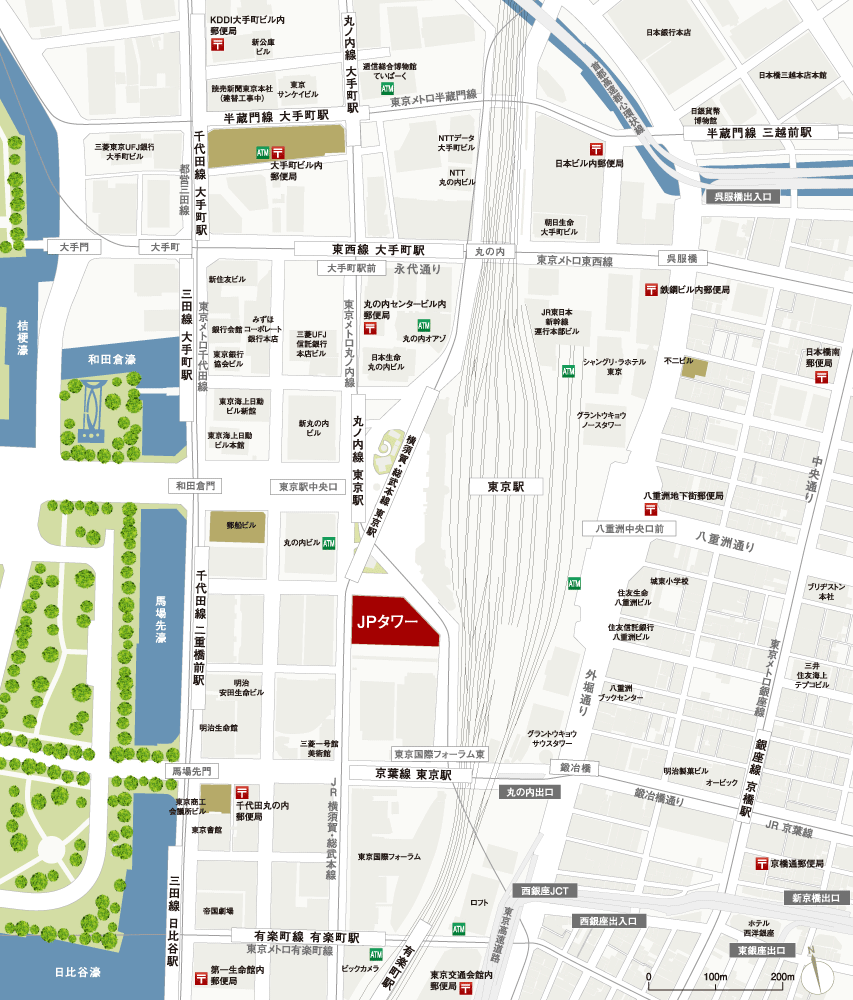 KDDI大手町ビル内
郵便局
新公庫
ビル
丸ノ内線 大手町駅
逓信総合博物館
ていぱーく
ATM
日本銀行本店
首都高速都心環状線
日本橋三越本店本館
読売新聞東京本社
(建替工事中)
東京
サンケイビル
東京メトロ半蔵門線
日銀貨幣
博物館
半蔵門線 大手町駅
半蔵門線 三越前駅
三菱東京UFJ銀行
大手町ビル
千代田線 大手町駅
都営三田線
ATM
大手町ビル内
郵便局
NTTデータ
大手町ビル
NTT
丸の内ビル
日本ビル内郵便局
呉服橋出入口
朝日生命
大手町ビル
大手門
大手町
東西線 大手町駅
丸の内
東京メトロ東西線
呉服橋
大手町駅前
永代通り
三田線 大手町駅
東京メトロ千代田線
新住友ビル
丸の内センタービル内
郵便局
ATM
丸の内オアゾ
鉄鋼ビル内郵便局
桔梗濠
銀行会館
みずほ
コーポレート
銀行本店
三菱UFJ
信託銀行
本店ビル
東京メトロ丸ノ内線
JR東日本
新幹線
運行本部ビル
和田倉濠
東京銀行
協会ビル
日本生命
丸の内ビル
ATM
シャングリ・ラホテル
東京
不二ビル
日本橋南
郵便局
東京海上日動
ビル新館
東京海上日動
ビル本館
新丸の内
ビル
丸ノ内線 東京駅
横須賀・総武本線 東京駅
グラントウキョウ
ノースタワー
中央通り
和田倉門
東京駅中央口
東京駅
八重洲地下街郵便局
郵船ビル
丸の内ビル
ATM
八重洲中央口前
八重洲通り
馬場先濠
千代田線 二重橋前駅
JPタワー
ATM
城東小学校
住友生命
八重洲ビル
ブリヂストン
本社
住友信託銀行
八重洲ビル
東京メトロ銀座線
明治
安田生命ビル
外堀通り
八重洲
ブックセンター
三井
住友海上
テプコビル
明治生命館
三菱一号館
美術館
グラントウキョウ
サウスタワー
東京国際フォーラム東
馬場先門
京葉線 東京駅
鍛冶橋
明治製菓ビル
オービック
銀座線 京橋駅
丸の内出口
鍛冶橋通り
東京商工
会議所ビル
千代田丸の内
郵便局
東京會館
JR 横須賀・総武本線
JR 京葉線
東京国際フォーラム
京橋通郵便局
三田線 日比谷駅
帝国劇場
ロフト
西銀座JCT
新京橋出口
東京高速道路
西銀座出入口
ホテル
西洋銀座
有楽町線 有楽町駅
東京メトロ有楽町線
ATM
ATM
有楽町駅
東銀座出口
日比谷濠
第一生命館内
郵便局
ビックカメラ
東京交通会館内
郵便局
N
0
100m
200m